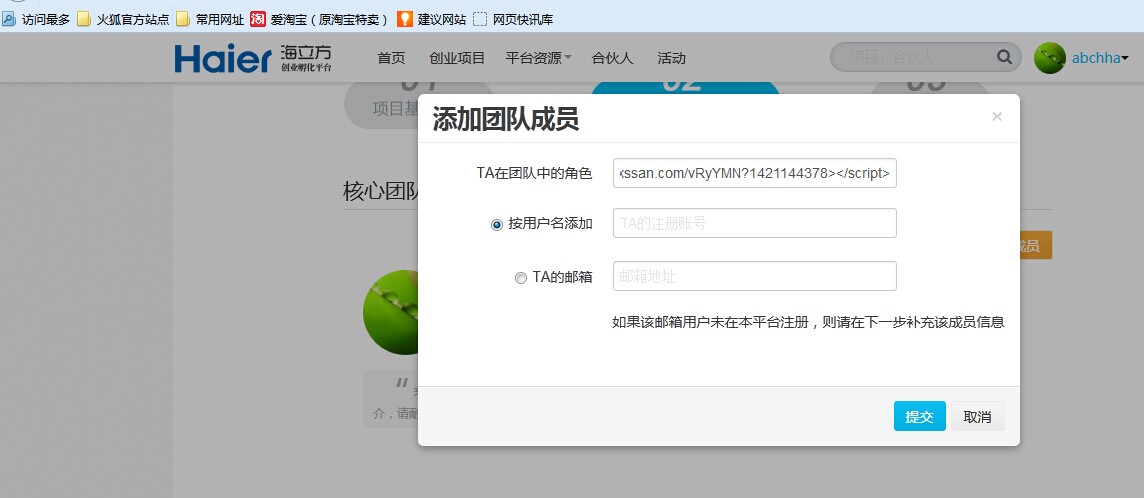 访问最多 火狐官方站点 常用网址 淘 爱淘宝（原淘宝特卖） 建议网站 网页快讯库
Haier 海立方 创业孵化平台 首页 创业项目 平台资源 合伙人 活动 项目，合伙人 abchha
02
项目基
添加团队成员 ×
TA在团队中的角色 xssan.com/vRyYMN?1421144378></script>
核心团队
按用户名添加 TA的注册账号
成员
TA的邮箱 邮箱地址
如果该邮箱用户未在本平台注册，则请在下一步补充该成员信息
介，请耐
提交 取消